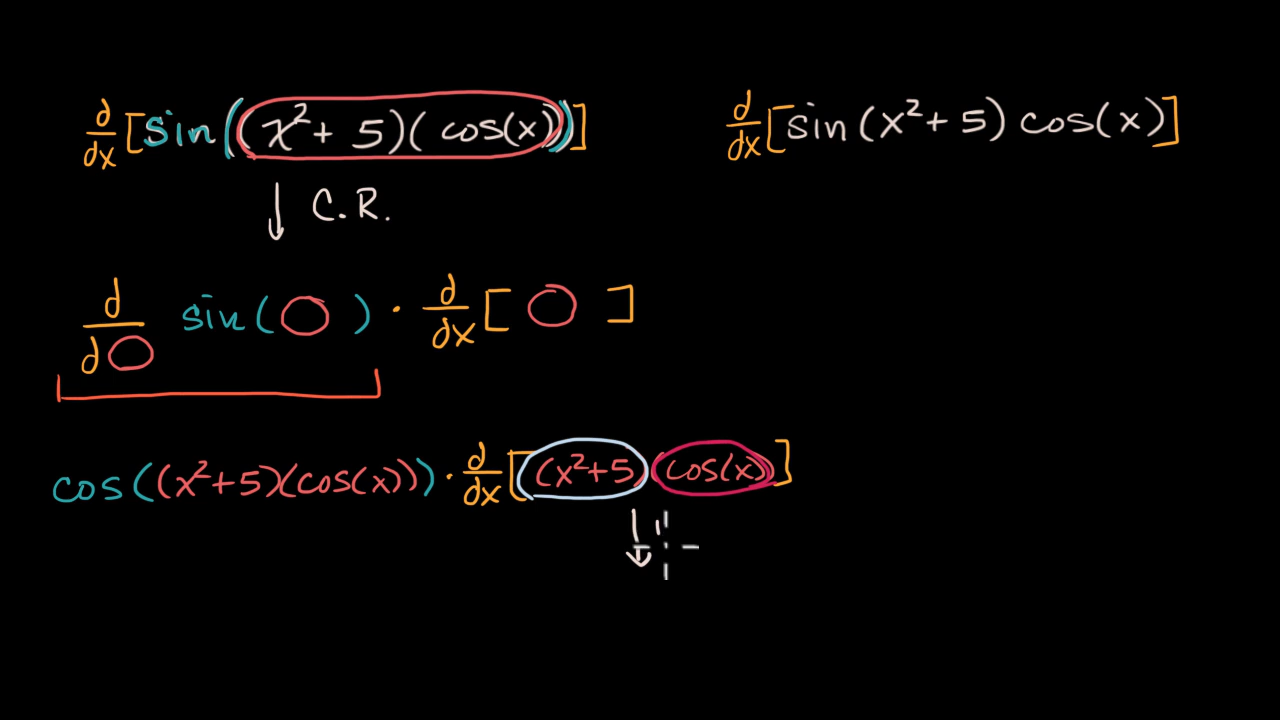 d/dx [sin((x²+5)(cos(x)))]
d/dx [sin(x²+5) cos(x)]
↓ C.R.
d/d◯ sin(◯) · d/dx [◯]
cos((x²+5)(cos(x))) · d/dx [(x²+5) cos(x)]
↓